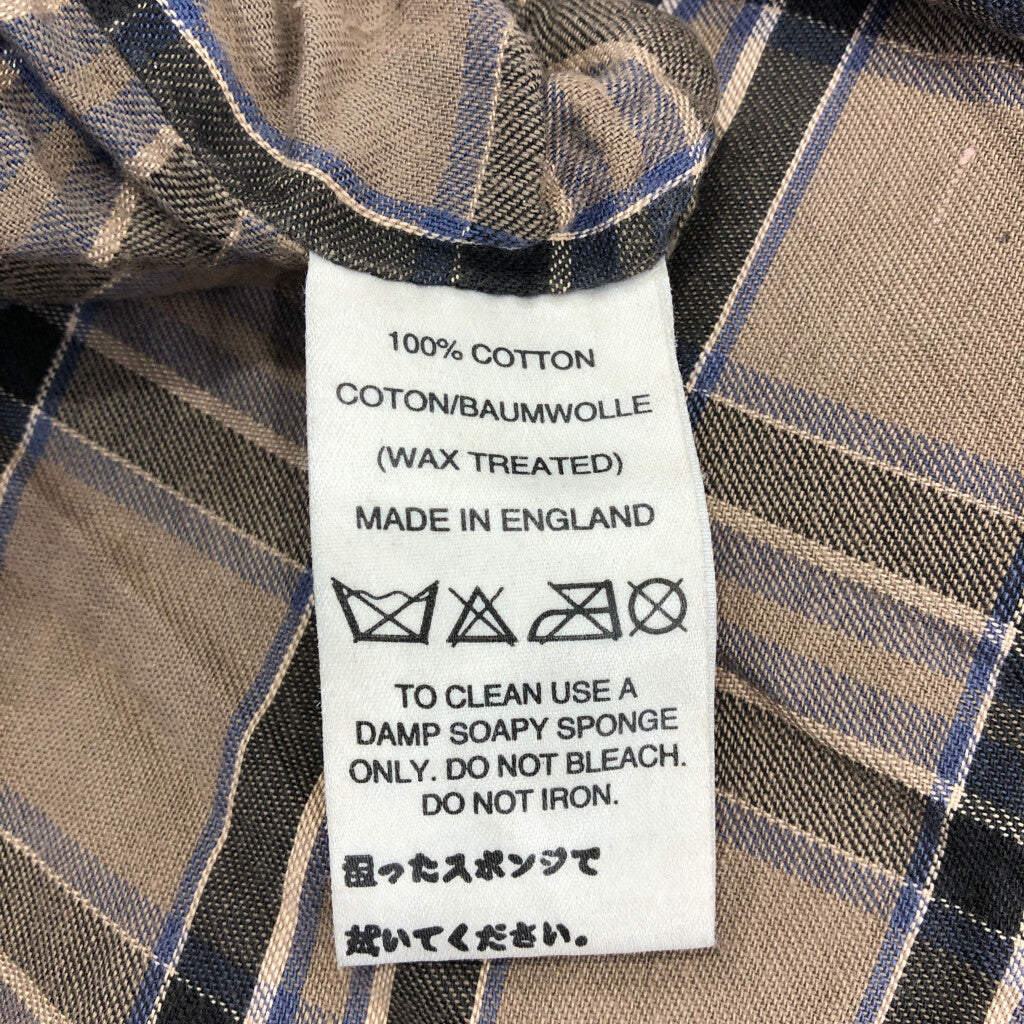 100% COTTON
COTON/BAUMWOLLE
(WAX TREATED)
MADE IN ENGLAND
TO CLEAN USE A
DAMP SOAPY SPONGE
ONLY. DO NOT BLEACH.
DO NOT IRON.
湿ったスポンジで
拭いてください。